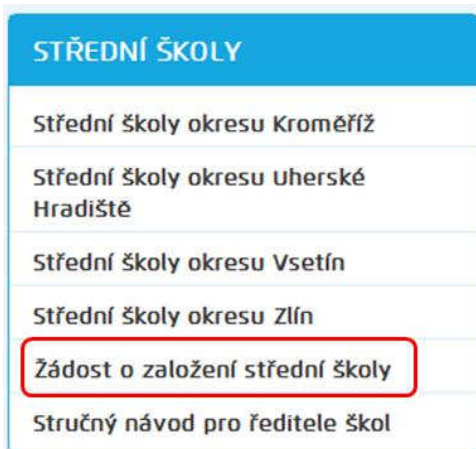 STŘEDNÍ ŠKOLY
Střední školy okresu Kroměříž
Střední školy okresu Uherské
Hradiště
Střední školy okresu Vsetín
Střední školy okresu Zlín
Žádost o založení střední školy
Stručný návod pro ředitele škol